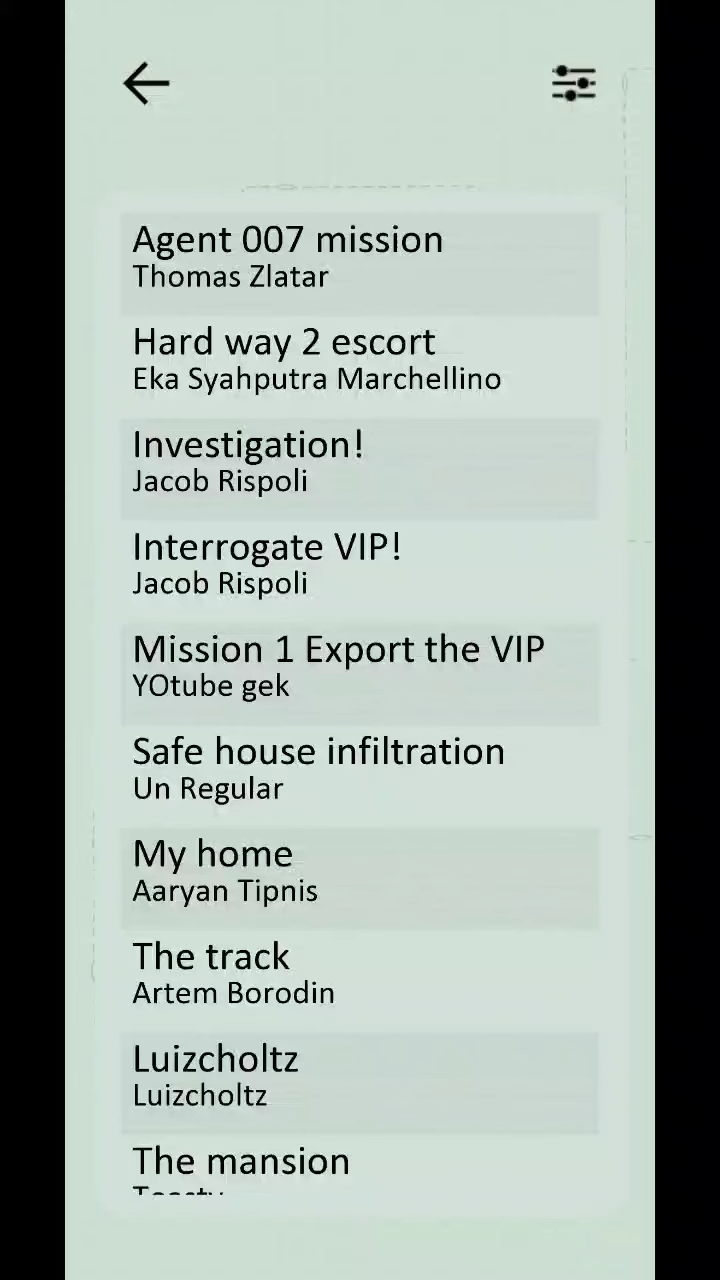 Agent 007 mission
Thomas Zlatar
Hard way 2 escort
Eka Syahputra Marchellino
Investigation!
Jacob Rispoli
Interrogate VIP!
Jacob Rispoli
Mission 1 Export the VIP
YOtube gek
Safe house infiltration
Un Regular
My home
Aaryan Tipnis
The track
Artem Borodin
Luizcholtz
Luizcholtz
The mansion